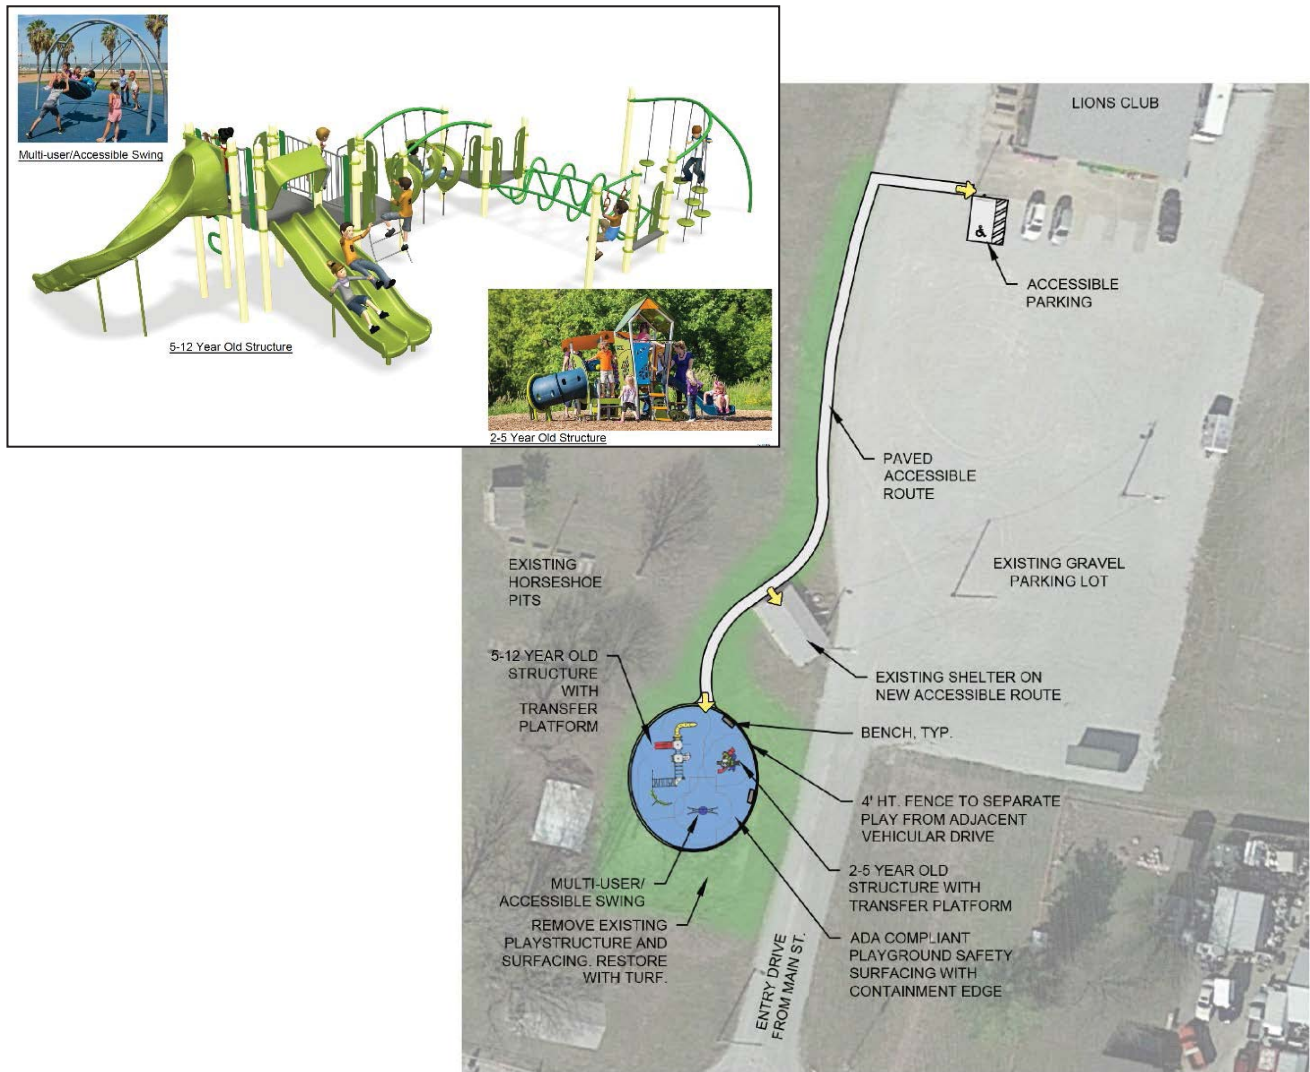 Multi-user/Accessible Swing
5-12 Year Old Structure
2-5 Year Old Structure
LIONS CLUB
ACCESSIBLE
PARKING
PAVED
ACCESSIBLE
ROUTE
EXISTING
HORSESHOE
PITS
EXISTING GRAVEL
PARKING LOT
5-12 YEAR OLD
STRUCTURE
WITH
TRANSFER
PLATFORM
EXISTING SHELTER ON
NEW ACCESSIBLE ROUTE
BENCH, TYP.
4' HT. FENCE TO SEPARATE
PLAY FROM ADJACENT
VEHICULAR DRIVE
2-5 YEAR OLD
STRUCTURE WITH
TRANSFER PLATFORM
MULTI-USER/
ACCESSIBLE SWING
REMOVE EXISTING
PLAYSTRUCTURE AND
SURFACING. RESTORE
WITH TURF.
ADA COMPLIANT
PLAYGROUND SAFETY
SURFACING WITH
CONTAINMENT EDGE
ENTRY DRIVE
FROM MAIN ST.